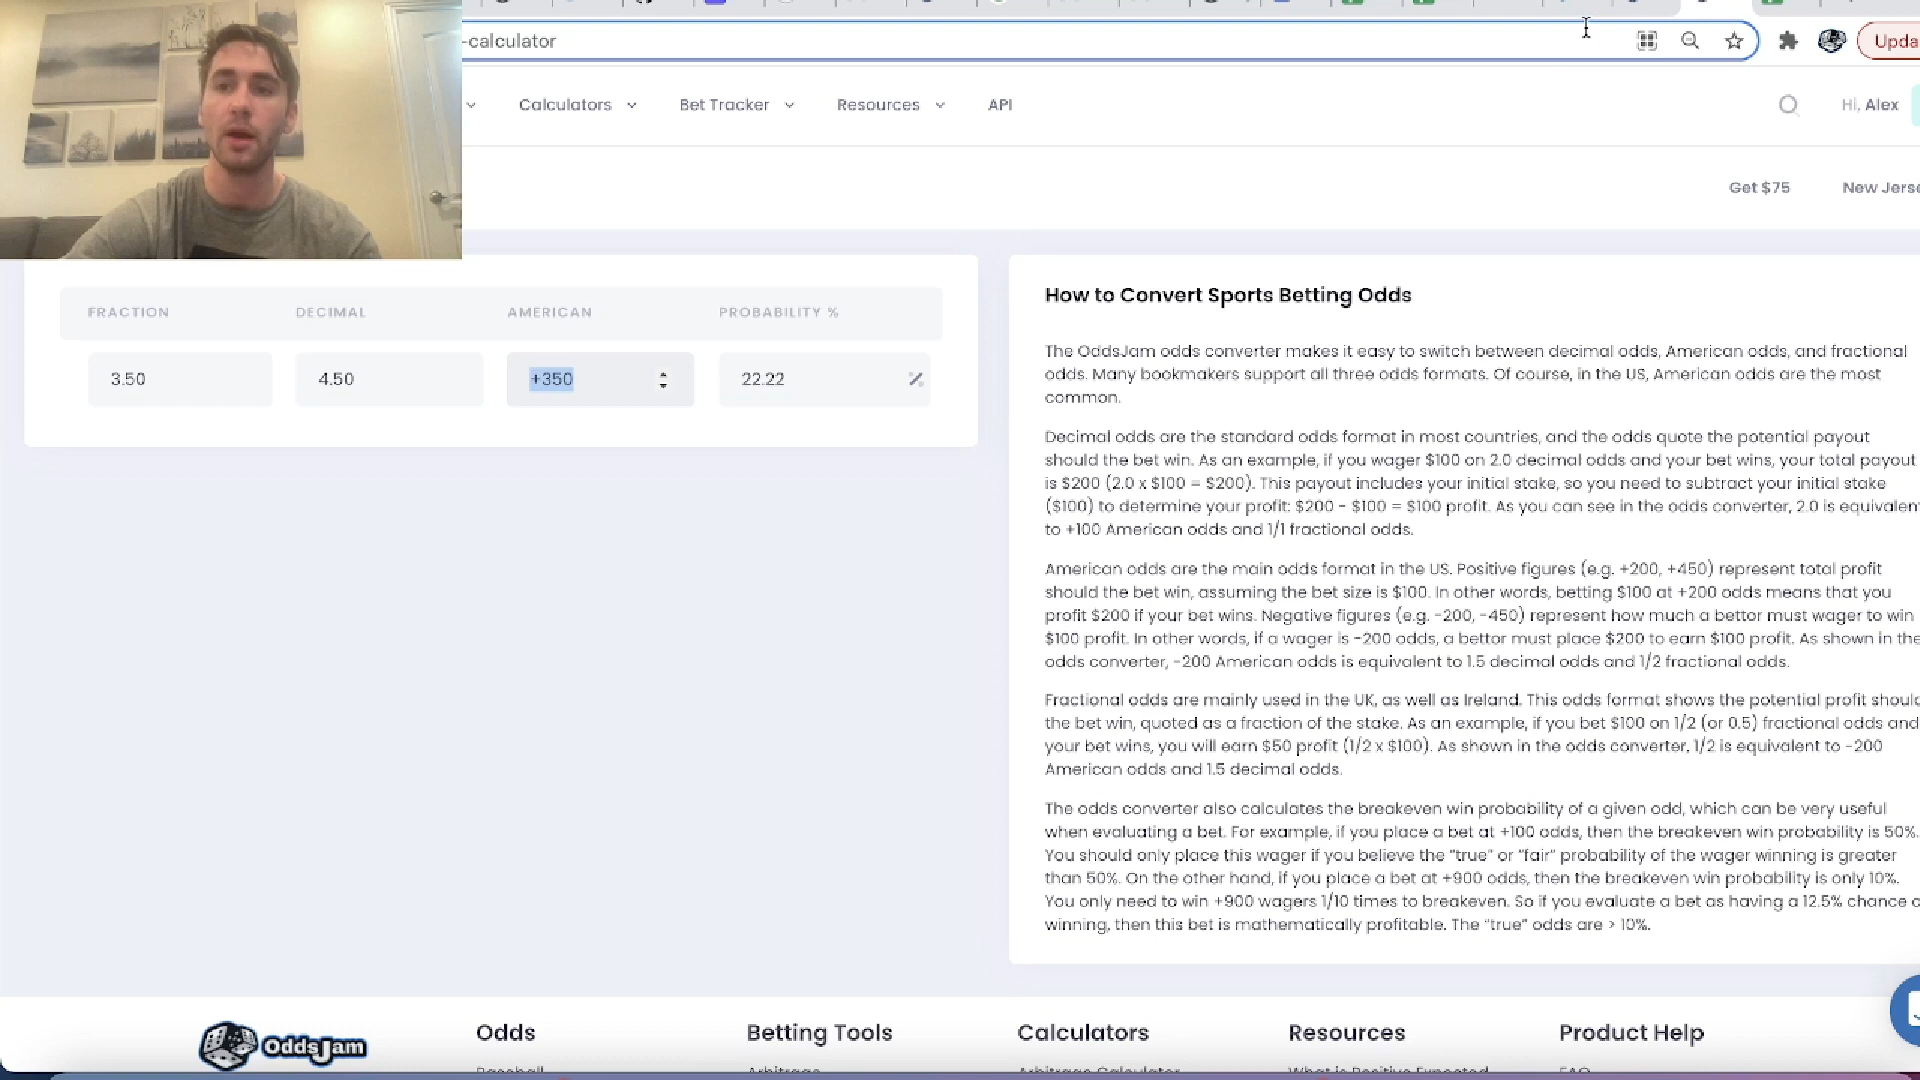 -calculator
Upda
Calculators
Bet Tracker
Resources
API
Hi, Alex
Get $75
New Jerse
FRACTION
DECIMAL
AMERICAN
PROBABILITY %
3.50
4.50
+350
22.22
%
How to Convert Sports Betting Odds
The OddsJam odds converter makes it easy to switch between decimal odds, American odds, and fractional
odds. Many bookmakers support all three odds formats. Of course, in the US, American odds are the most
common.
Decimal odds are the standard odds format in most countries, and the odds quote the potential payout
should the bet win. As an example, if you wager $100 on 2.0 decimal odds and your bet wins, your total payout
is $200 (2.0 x $100 = $200). This payout includes your initial stake, so you need to subtract your initial stake
($100) to determine your profit: $200 - $100 = $100 profit. As you can see in the odds converter, 2.0 is equivalent
to +100 American odds and 1/1 fractional odds.
American odds are the main odds format in the US. Positive figures (e.g. +200, +450) represent total profit
should the bet win, assuming the bet size is $100. In other words, betting $100 at +200 odds means that you
profit $200 if your bet wins. Negative figures (e.g. -200, -450) represent how much a bettor must wager to win
$100 profit. In other words, if a wager is -200 odds, a bettor must place $200 to earn $100 profit. As shown in the
odds converter, -200 American odds is equivalent to 1.5 decimal odds and 1/2 fractional odds.
Fractional odds are mainly used in the UK, as well as Ireland. This odds format shows the potential profit should
the bet win, quoted as a fraction of the stake. As an example, if you bet $100 on 1/2 (or 0.5) fractional odds and
your bet wins, you will earn $50 profit (1/2 x $100). As shown in the odds converter, 1/2 is equivalent to -200
American odds and 1.5 decimal odds.
The odds converter also calculates the breakeven win probability of a given odd, which can be very useful
when evaluating a bet. For example, if you place a bet at +100 odds, then the breakeven win probability is 50%.
You should only place this wager if you believe the "true" or "fair" probability of the wager winning is greater
than 50%. On the other hand, if you place a bet at +900 odds, then the breakeven win probability is only 10%.
You only need to win +900 wagers 1/10 times to breakeven. So if you evaluate a bet as having a 12.5% chance o
winning, then this bet is mathematically profitable. The "true" odds are > 10%.
OddsJam
Odds
Betting Tools
Calculators
Resources
Product Help
Baseball
Arbitrage
Arbitrage Calculator
What is Positive Expected
FAQ